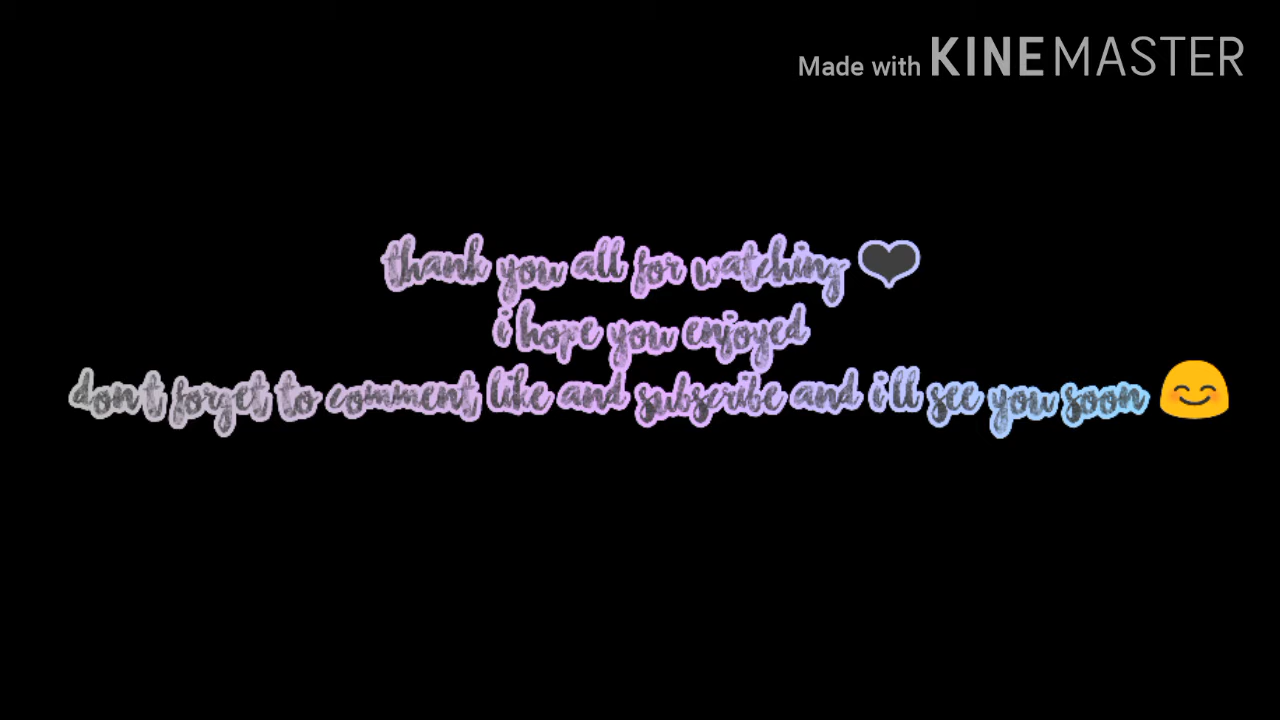 Made with KINEMASTER
thank you all for watching 🖤
i hope you enjoyed
don't forget to comment like and subscribe and i'll see you soon 😊